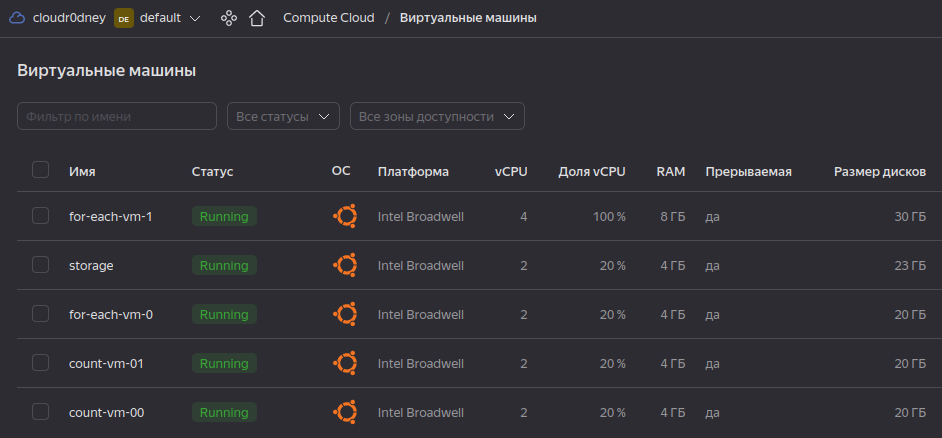 cloudr0dney DE default Compute Cloud / Виртуальные машины
Виртуальные машины
Фильтр по имени Все статусы Все зоны доступности
Имя Статус ОС Платформа vCPU Доля vCPU RAM Прерываемая Размер дисков
for-each-vm-1 Running Intel Broadwell 4 100 % 8 ГБ да 30 ГБ
storage Running Intel Broadwell 2 20 % 4 ГБ да 23 ГБ
for-each-vm-0 Running Intel Broadwell 2 20 % 4 ГБ да 20 ГБ
count-vm-01 Running Intel Broadwell 2 20 % 4 ГБ да 20 ГБ
count-vm-00 Running Intel Broadwell 2 20 % 4 ГБ да 20 ГБ